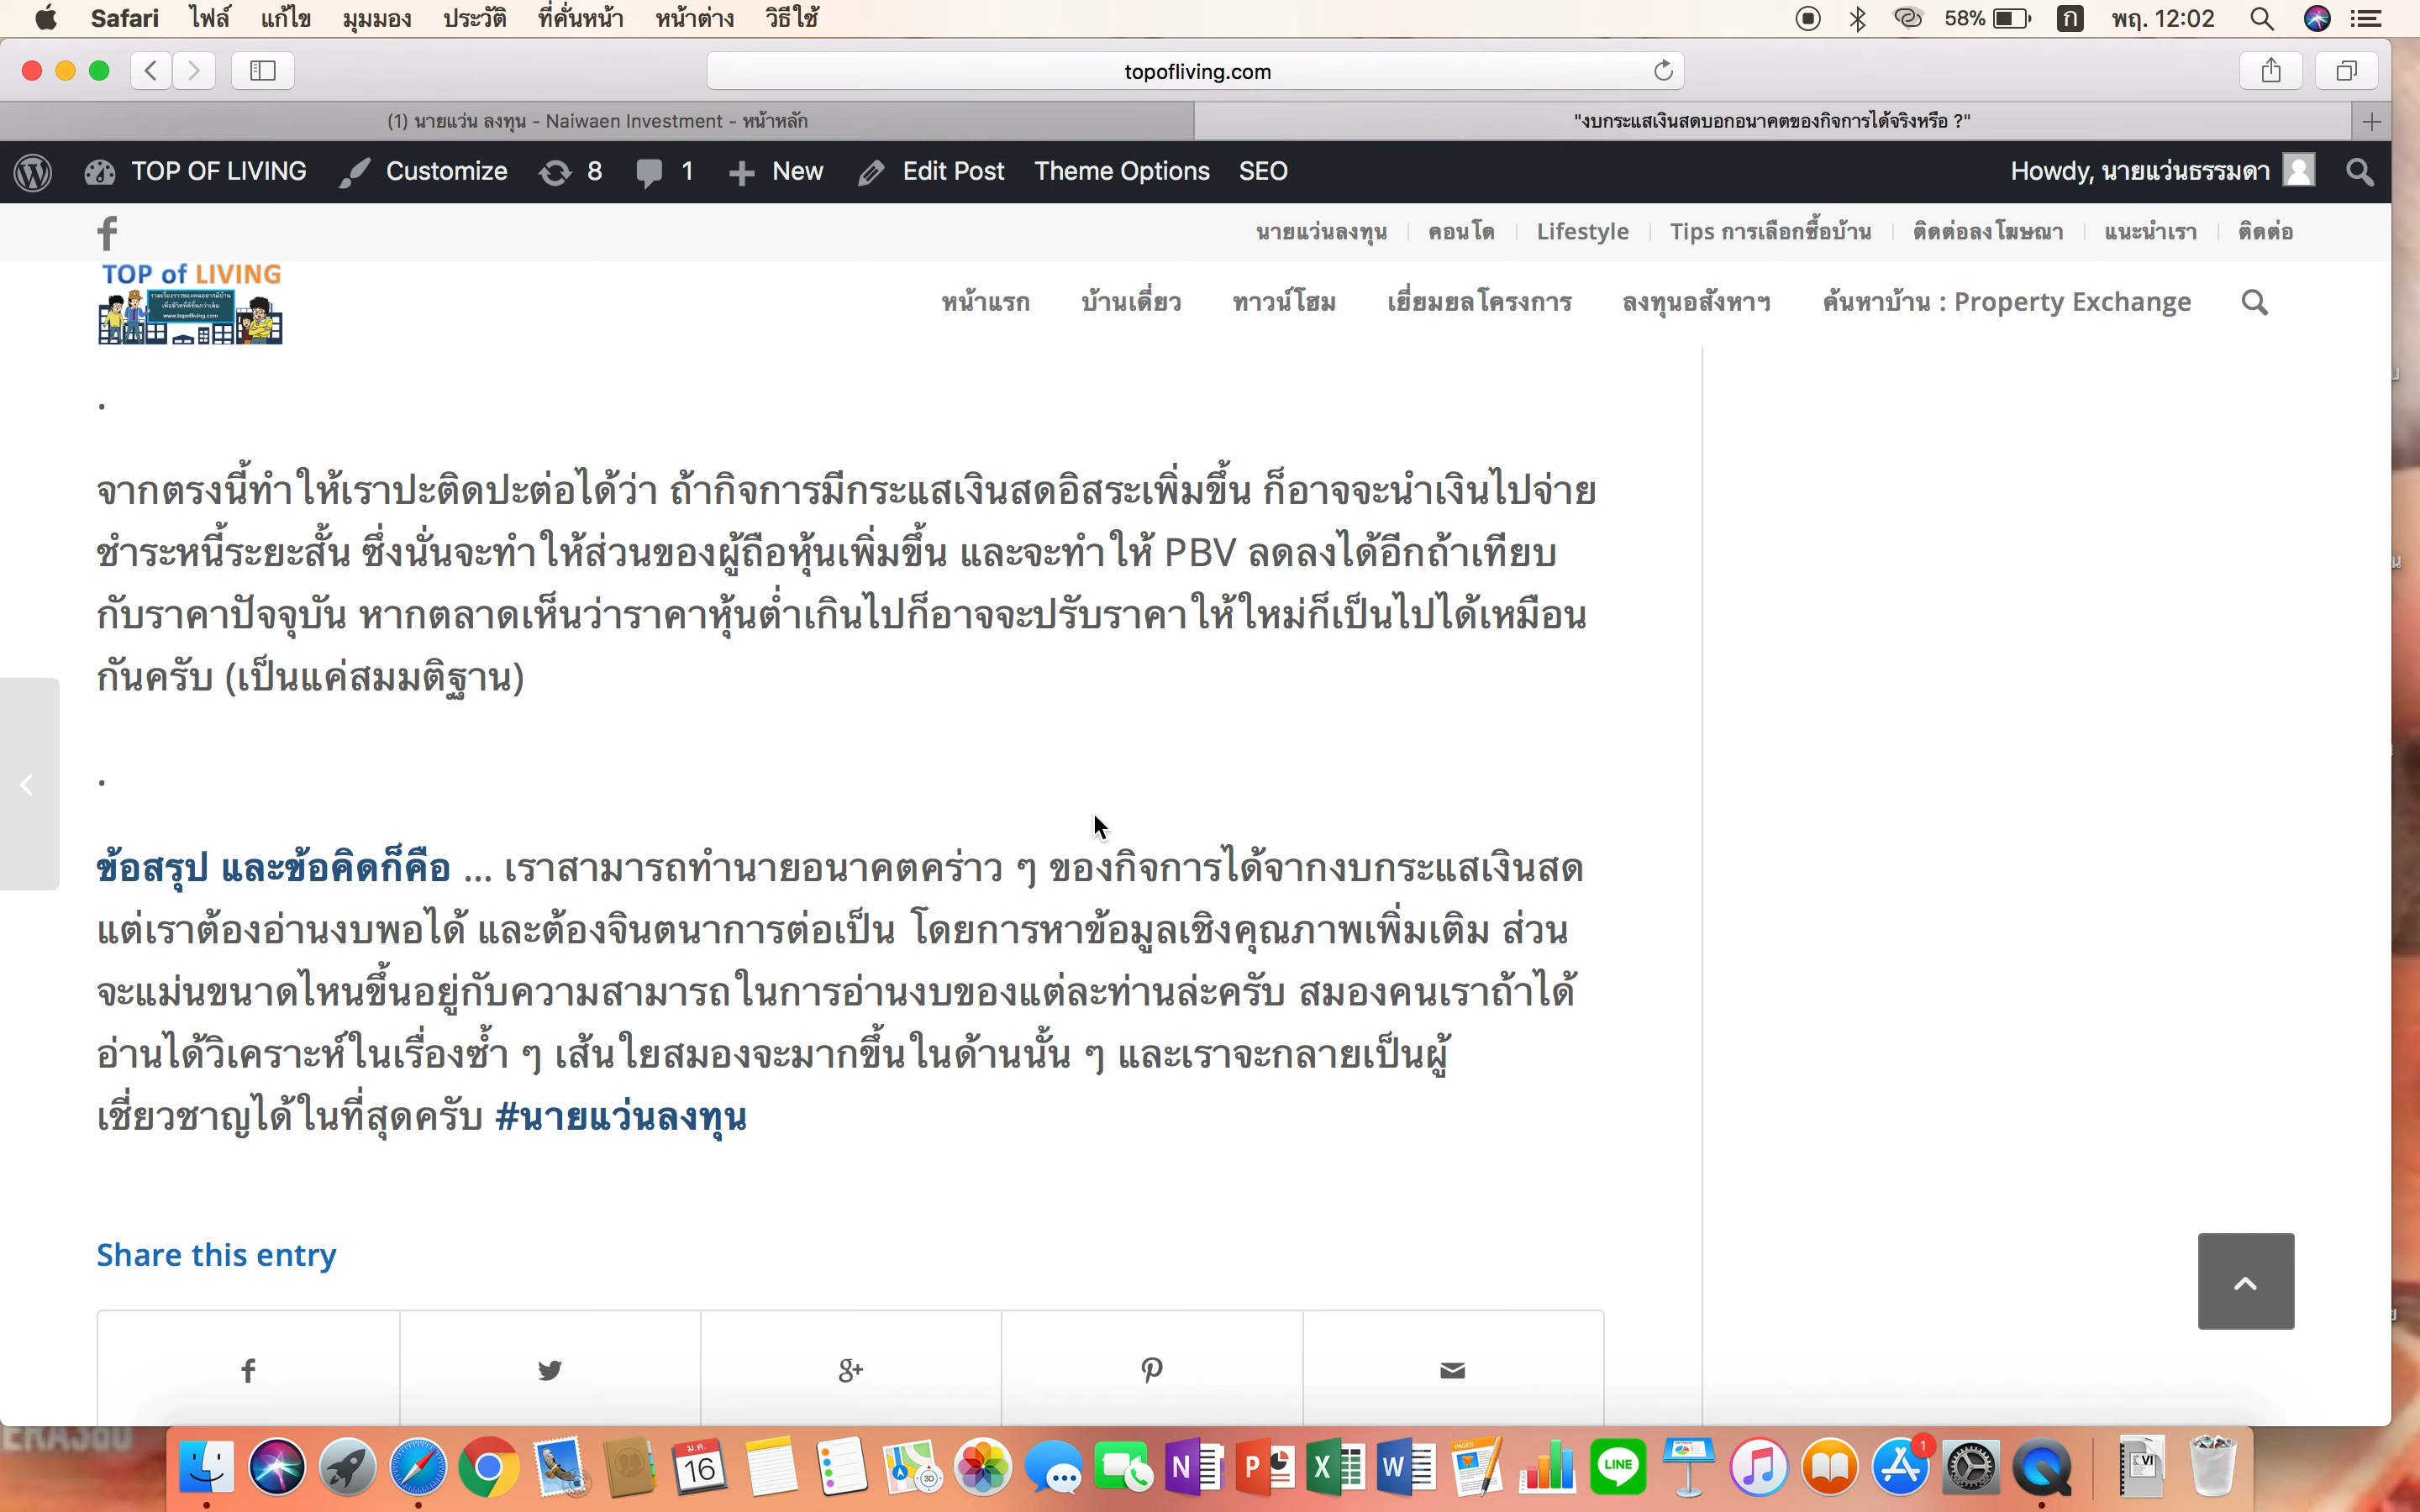 Safari ไฟล์ แก้ไข มุมมอง ประวัติ ที่คั่นหน้า หน้าต่าง วิธีใช้ 58% ก พฤ. 12:02
topofliving.com
(1) นายแว่น ลงทุน - Naiwaen Investment - หน้าหลัก "งบกระแสเงินสดบอกอนาคตของกิจการได้จริงหรือ ?"
TOP OF LIVING Customize 8 1 New Edit Post Theme Options SEO Howdy, นายแว่นธรรมดา
นายแว่นลงทุน คอนโด Lifestyle Tips การเลือกซื้อบ้าน ติดต่อลงโฆษณา แนะนำเรา ติดต่อ
TOP of LIVING
www.topofliving.com
หน้าแรก บ้านเดี่ยว ทาวน์โฮม เยี่ยมยลโครงการ ลงทุนอสังหาฯ ค้นหาบ้าน : Property Exchange
.
จากตรงนี้ทำให้เราปะติดปะต่อได้ว่า ถ้ากิจการมีกระแสเงินสดอิสระเพิ่มขึ้น ก็อาจจะนำเงินไปจ่าย
ชำระหนี้ระยะสั้น ซึ่งนั่นจะทำให้ส่วนของผู้ถือหุ้นเพิ่มขึ้น และจะทำให้ PBV ลดลงได้อีกถ้าเทียบ
กับราคาปัจจุบัน หากตลาดเห็นว่าราคาหุ้นต่ำเกินไปก็อาจจะปรับราคาให้ใหม่ก็เป็นไปได้เหมือน
กันครับ (เป็นแค่สมมติฐาน)
.
ข้อสรุป และข้อคิดก็คือ ... เราสามารถทำนายอนาคตคร่าว ๆ ของกิจการได้จากงบกระแสเงินสด
แต่เราต้องอ่านงบพอได้ และต้องจินตนาการต่อเป็น โดยการหาข้อมูลเชิงคุณภาพเพิ่มเติม ส่วน
จะแม่นขนาดไหนขึ้นอยู่กับความสามารถในการอ่านงบของแต่ละท่านล่ะครับ สมองคนเราถ้าได้
อ่านได้วิเคราะห์ในเรื่องซ้ำ ๆ เส้นใยสมองจะมากขึ้นในด้านนั้น ๆ และเราจะกลายเป็นผู้
เชี่ยวชาญได้ในที่สุดครับ #นายแว่นลงทุน
Share this entry
ม.ค.
16
3D
N P X W
PAGES
LINE
1